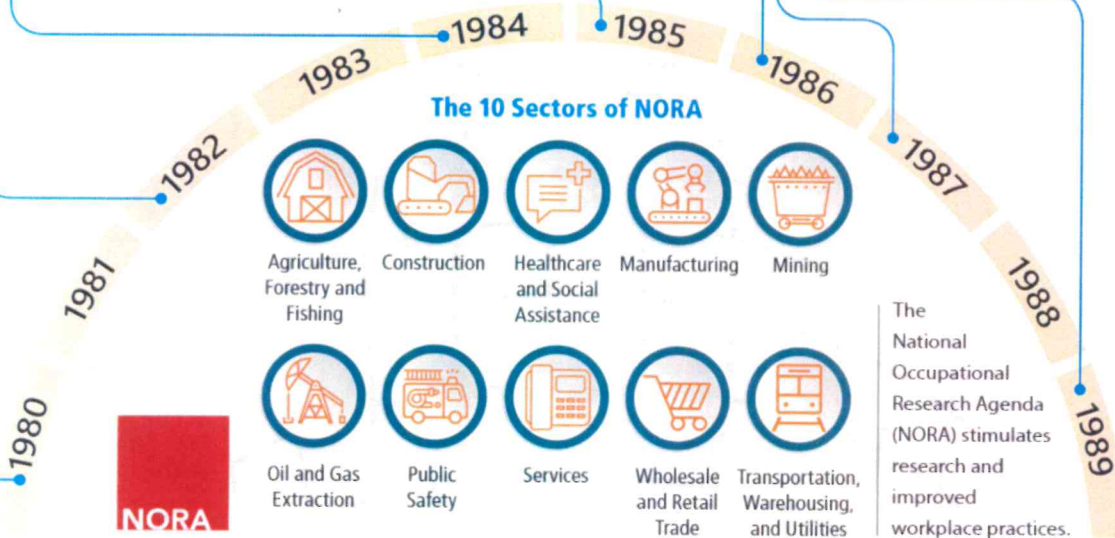 1980
1981
1982
1983
1984
1985
1986
1987
1988
1989
The 10 Sectors of NORA
Agriculture,
Forestry and
Fishing
Construction
Healthcare
and Social
Assistance
Manufacturing
Mining
Oil and Gas
Extraction
Public
Safety
Services
Wholesale
and Retail
Trade
Transportation,
Warehousing,
and Utilities
NORA
The
National
Occupational
Research Agenda
(NORA) stimulates
research and
improved
workplace practices.